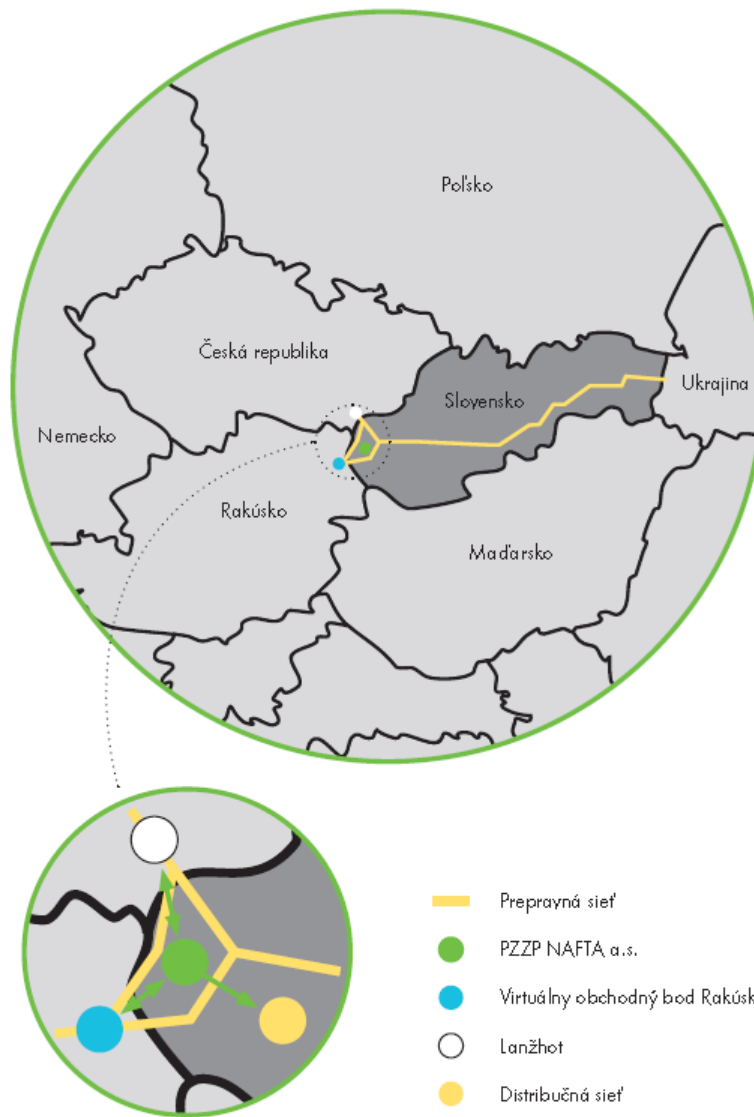 Poľsko
Česká republika
Slovensko
Ukrajina
Nemecko
Rakúsko
Maďarsko
Prepravná sieť
PZZP NAFTA a.s.
Virtuálny obchodný bod Rakúsk
Lanžhot
Distribučná sieť